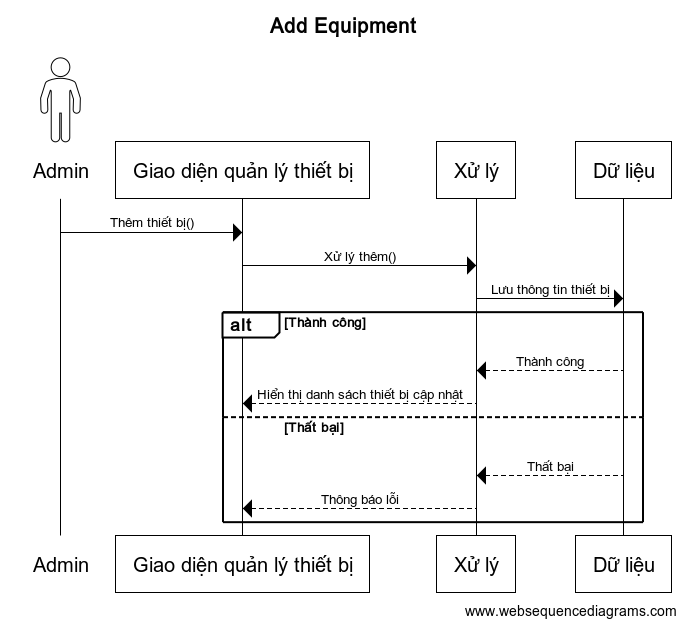 Add Equipment
Admin
Giao diện quản lý thiết bị
Xử lý
Dữ liệu
Thêm thiết bị()
Xử lý thêm()
Lưu thông tin thiết bị
alt
[Thành công]
Thành công
Hiển thị danh sách thiết bị cập nhật
[Thất bại]
Thất bại
Thông báo lỗi
Admin
Giao diện quản lý thiết bị
Xử lý
Dữ liệu
www.websequencediagrams.com